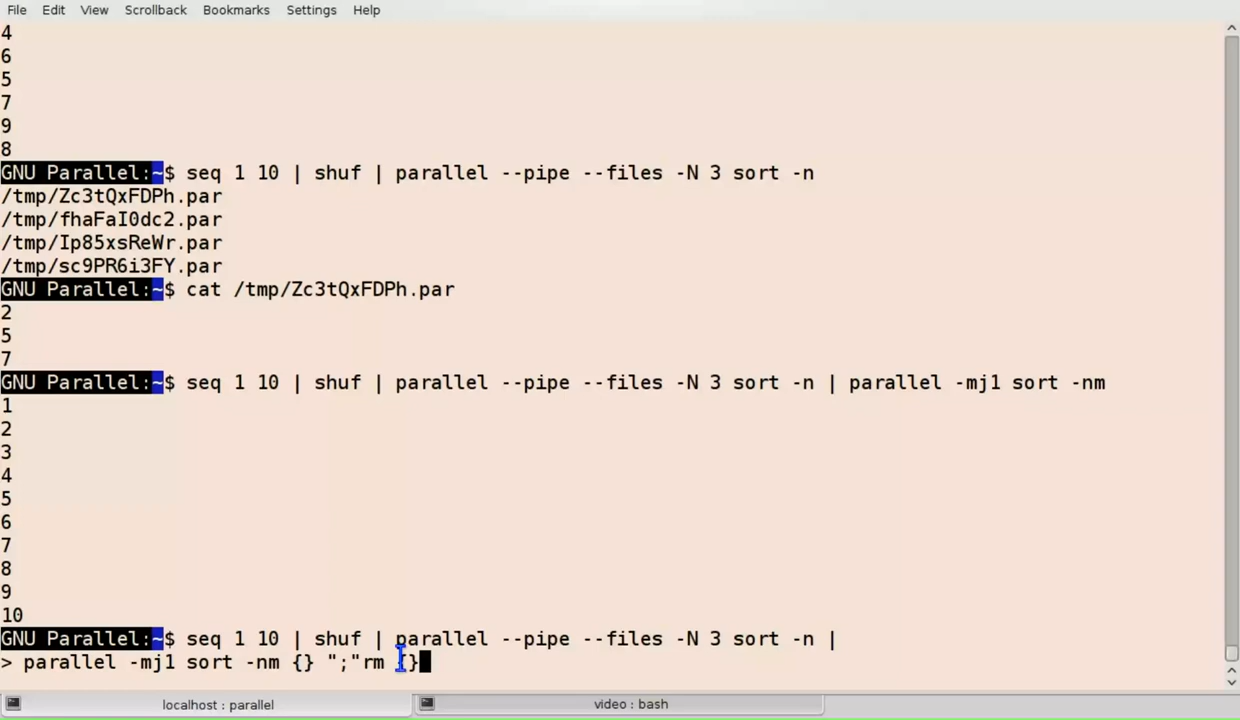 File Edit View Scrollback Bookmarks Settings Help
4
6
5
7
9
8
GNU Parallel:~$ seq 1 10 | shuf | parallel --pipe --files -N 3 sort -n
/tmp/Zc3tQxFDPh.par
/tmp/fhaFaI0dc2.par
/tmp/Ip85xsReWr.par
/tmp/sc9PR6i3FY.par
GNU Parallel:~$ cat /tmp/Zc3tQxFDPh.par
2
5
7
GNU Parallel:~$ seq 1 10 | shuf | parallel --pipe --files -N 3 sort -n | parallel -mj1 sort -nm
1
2
3
4
5
6
7
8
9
10
GNU Parallel:~$ seq 1 10 | shuf | parallel --pipe --files -N 3 sort -n |
> parallel -mj1 sort -nm {} ";"rm {}
localhost : parallel
video : bash